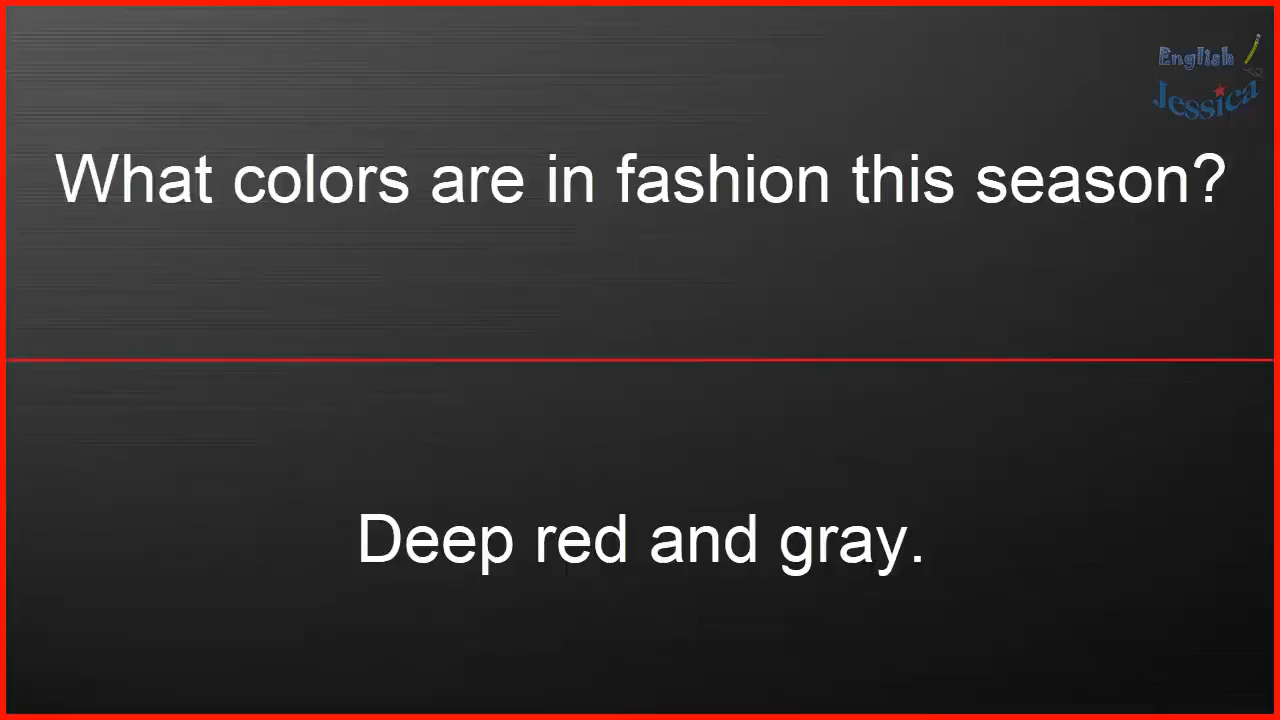 English
Jessica
What colors are in fashion this season?
Deep red and gray.